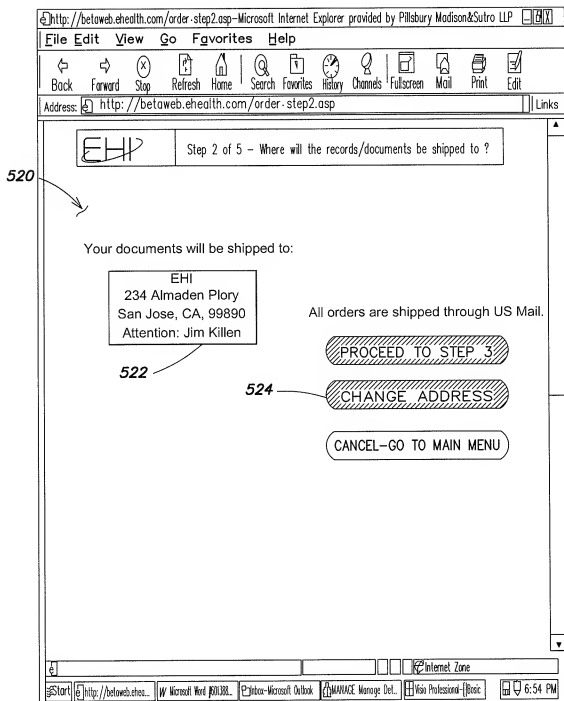 http://betaweb.ehealth.com/order-step2.asp-Microsoft Internet Explorer provided by Pillsbury Madison&Sutro LLP
File Edit View Go Favorites Help
Back Forward Stop Refresh Home Search Favorites History Channels Fullscreen Mail Print Edit
Address: http://betaweb.ehealth.com/order-step2.asp Links
EHI Step 2 of 5 – Where will the records/documents be shipped to ?
520
Your documents will be shipped to:
EHI
234 Almaden Plory
San Jose, CA, 99890
Attention: Jim Killen
All orders are shipped through US Mail.
PROCEED TO STEP 3
522
524
CHANGE ADDRESS
CANCEL-GO TO MAIN MENU
Internet Zone
Start http://betaweb.ehea... Microsoft Word Inbox-Microsoft Outlook MANAGE Manage Det... Visio Professional-[Basic 6:54 PM